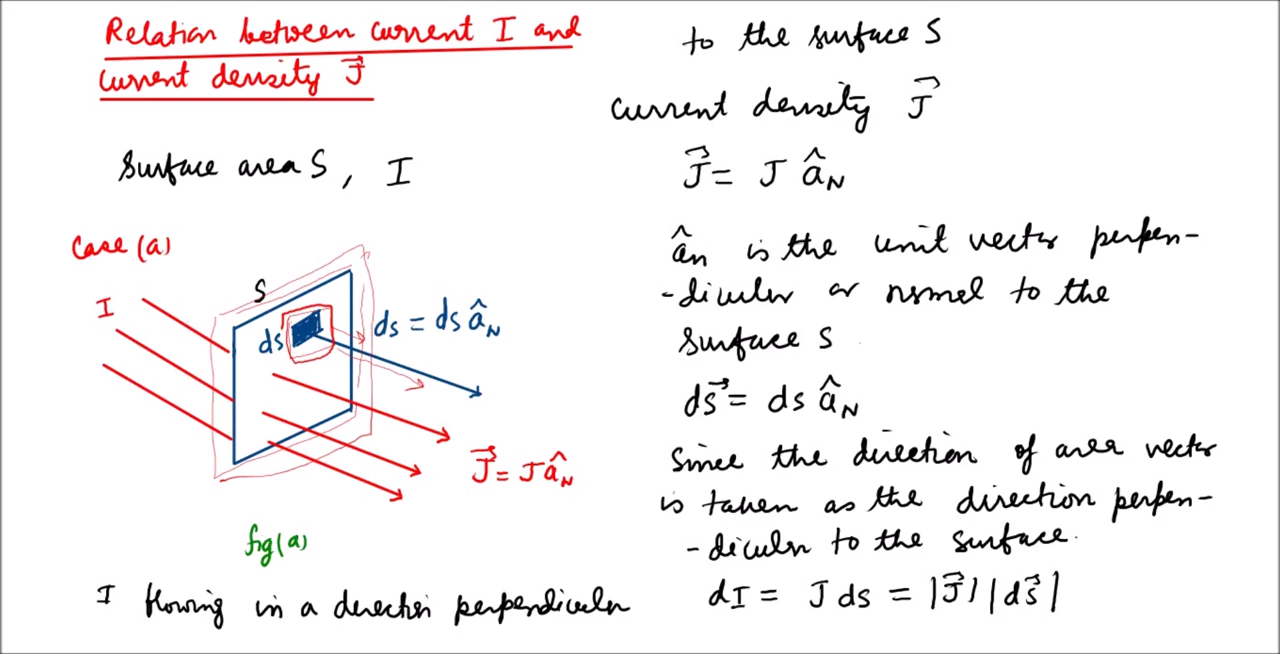 Relation between current I and
current density J⃗
Surface area S, I
Case (a)
I
S
ds
ds = ds â_N
J⃗ = J â_N
fig(a)
I flowing in a direction perpendicular
to the surface S
current density J⃗
J⃗ = J â_N
â_n is the unit vector perpen-
-dicular or normal to the
surface S
ds⃗ = ds â_N
Since the direction of area vector
is taken as the direction perpen-
-dicular to the surface.
dI = J ds = |J⃗| |ds⃗|